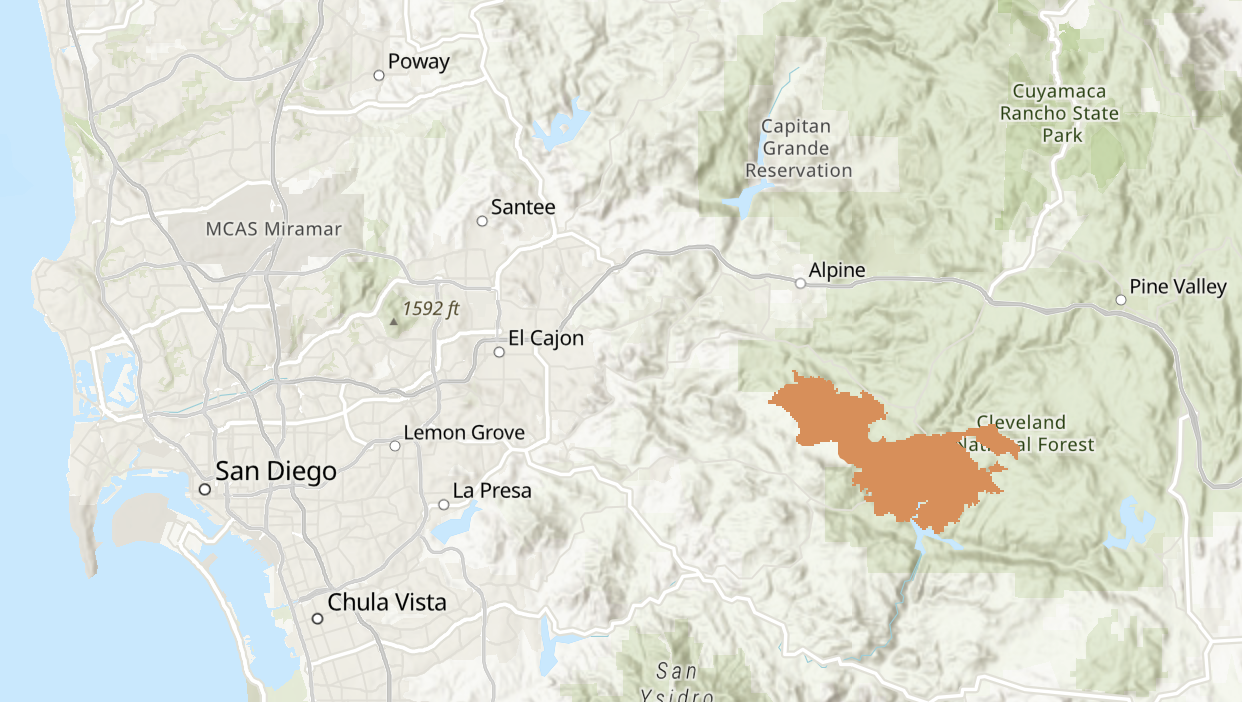 Poway
Cuyamaca
Rancho State
Park
Capitan
Grande
Reservation
Santee
MCAS Miramar
Alpine
Pine Valley
1592 ft
El Cajon
Cleveland
National Forest
Lemon Grove
San Diego
La Presa
Chula Vista
San
Ysidro